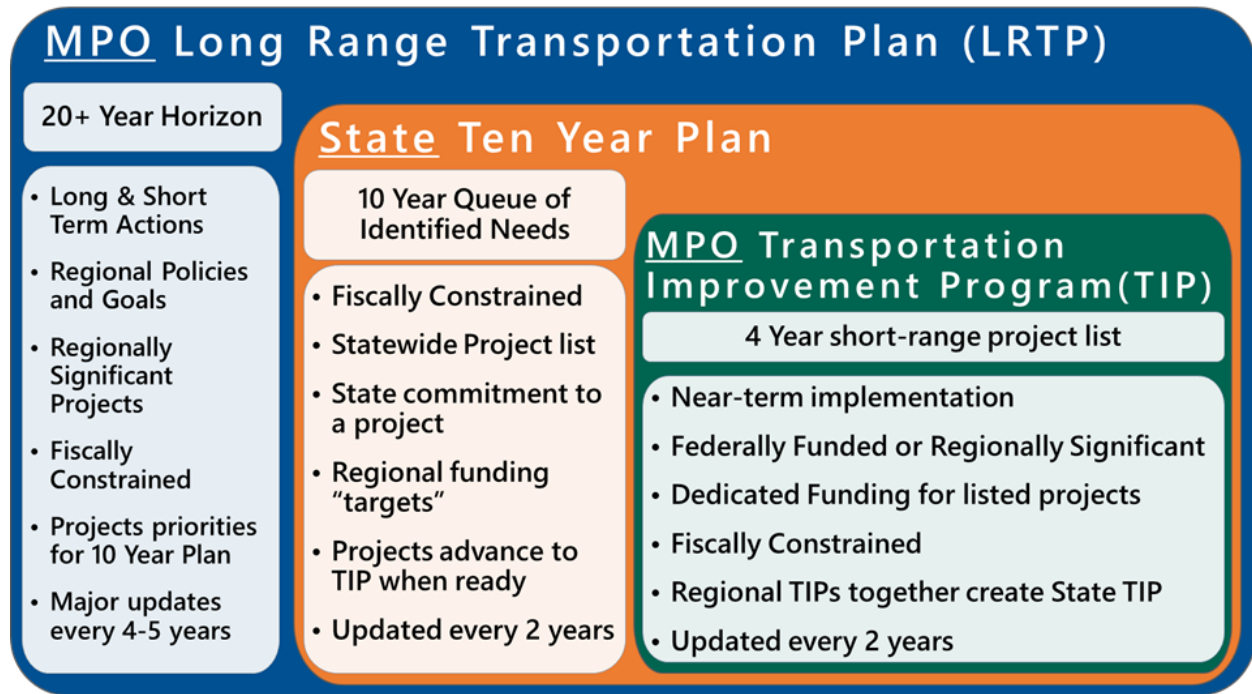 MPO Long Range Transportation Plan (LRTP)
20+ Year Horizon
• Long & Short
Term Actions
• Regional Policies
and Goals
• Regionally
Significant
Projects
• Fiscally
Constrained
• Projects priorities
for 10 Year Plan
• Major updates
every 4-5 years
State Ten Year Plan
10 Year Queue of
Identified Needs
• Fiscally Constrained
• Statewide Project list
• State commitment to
a project
• Regional funding
“targets”
• Projects advance to
TIP when ready
• Updated every 2 years
MPO Transportation
Improvement Program(TIP)
4 Year short-range project list
• Near-term implementation
• Federally Funded or Regionally Significant
• Dedicated Funding for listed projects
• Fiscally Constrained
• Regional TIPs together create State TIP
• Updated every 2 years